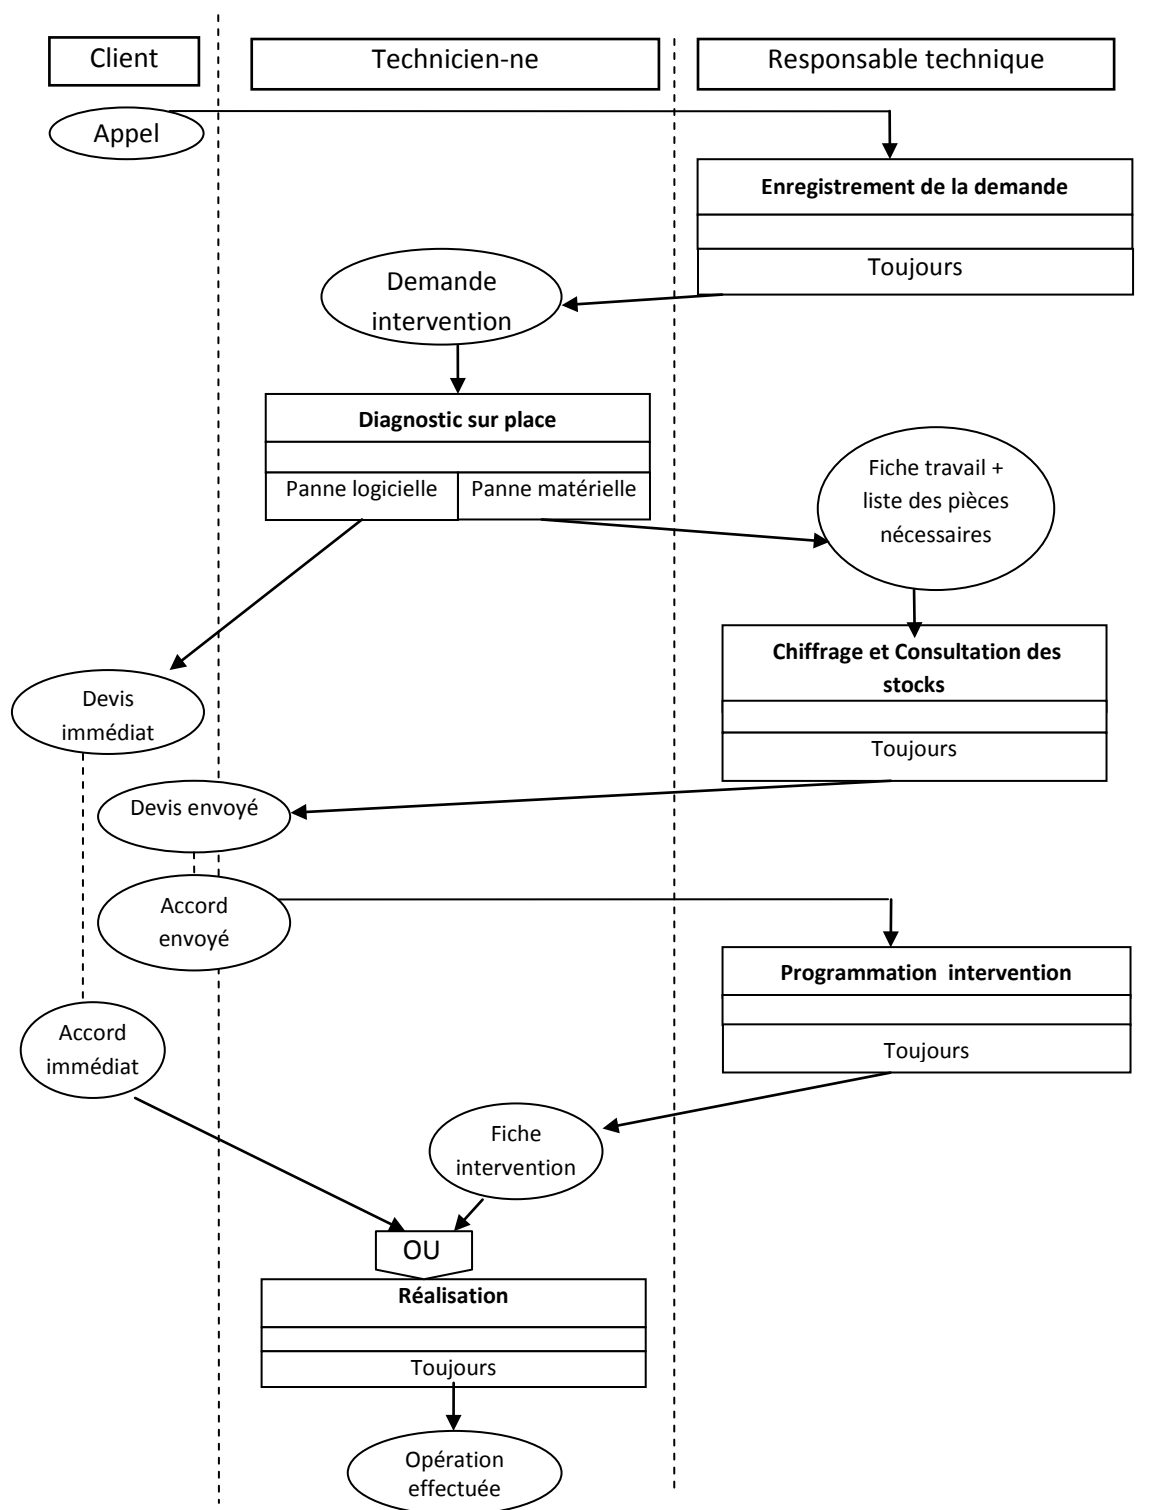 Client
Technicien-ne
Responsable technique
Appel
Enregistrement de la demande
Toujours
Demande
intervention
Diagnostic sur place
Panne logicielle
Panne matérielle
Fiche travail +
liste des pièces
nécessaires
Chiffrage et Consultation des
stocks
Toujours
Devis
immédiat
Devis envoyé
Accord
envoyé
Programmation  intervention
Toujours
Accord
immédiat
Fiche
intervention
OU
Réalisation
Toujours
Opération
effectuée